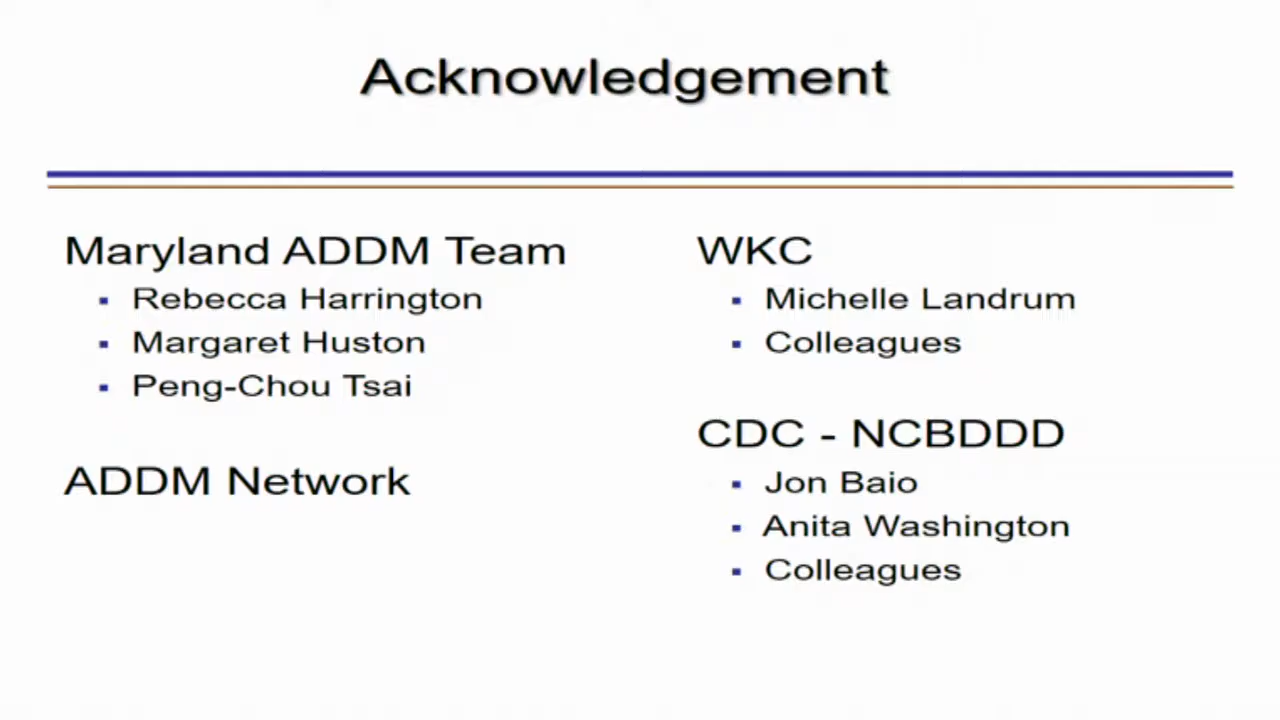 Acknowledgement
Maryland ADDM Team
Rebecca Harrington
Margaret Huston
Peng-Chou Tsai
ADDM Network
WKC
Michelle Landrum
Colleagues
CDC - NCBDDD
Jon Baio
Anita Washington
Colleagues